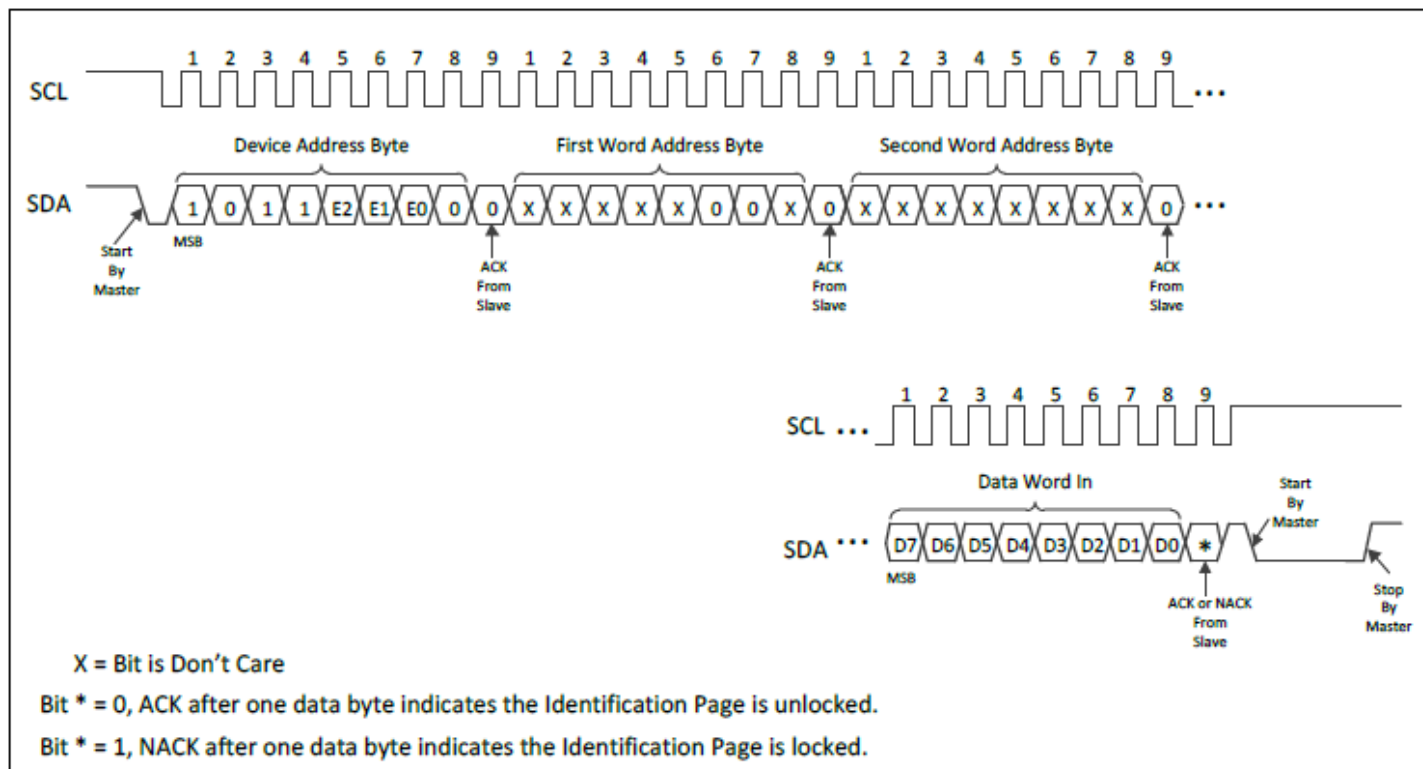 1 2 3 4 5 6 7 8 9 1 2 3 4 5 6 7 8 9 1 2 3 4 5 6 7 8 9
SCL ...
Device Address Byte First Word Address Byte Second Word Address Byte
SDA 1 0 1 1 E2 E1 E0 0 0 X X X X X 0 0 X 0 X X X X X X X X 0 ...
MSB
Start
By
Master
ACK
From
Slave
ACK
From
Slave
ACK
From
Slave
1 2 3 4 5 6 7 8 9
SCL ...
Data Word In
Start
By
Master
SDA ... D7 D6 D5 D4 D3 D2 D1 D0 *
MSB
ACK or NACK
From
Slave
Stop
By
Master
X = Bit is Don't Care
Bit * = 0, ACK after one data byte indicates the Identification Page is unlocked.
Bit * = 1, NACK after one data byte indicates the Identification Page is locked.